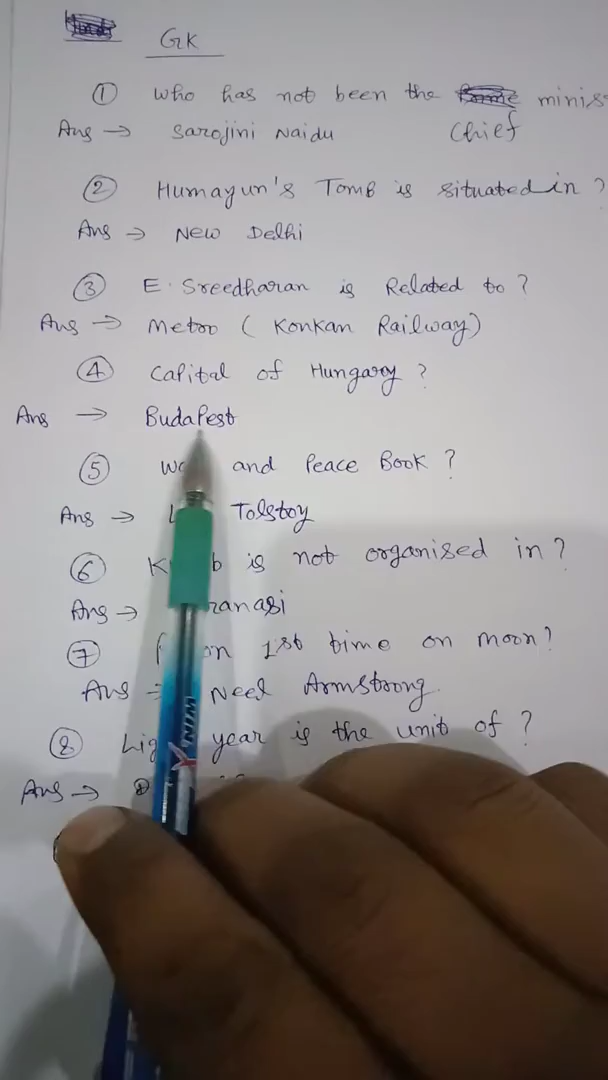 GK
① Who has not been the minis
Ans → Sarojini Naidu Chief
② Humayun's Tomb is situated in ?
Ans → New Delhi
③ E. Sreedharan is Related to ?
Ans → Metro ( Konkan Railway)
④ Capital of Hungary ?
Ans → Budapest
⑤ and Peace Book ?
Ans → Tolstoy
⑥ is not organised in ?
Ans → ranasi
⑦ 1st time on moon?
Ans → Neel Armstrong.
⑧ year is the unit of ?
Ans →